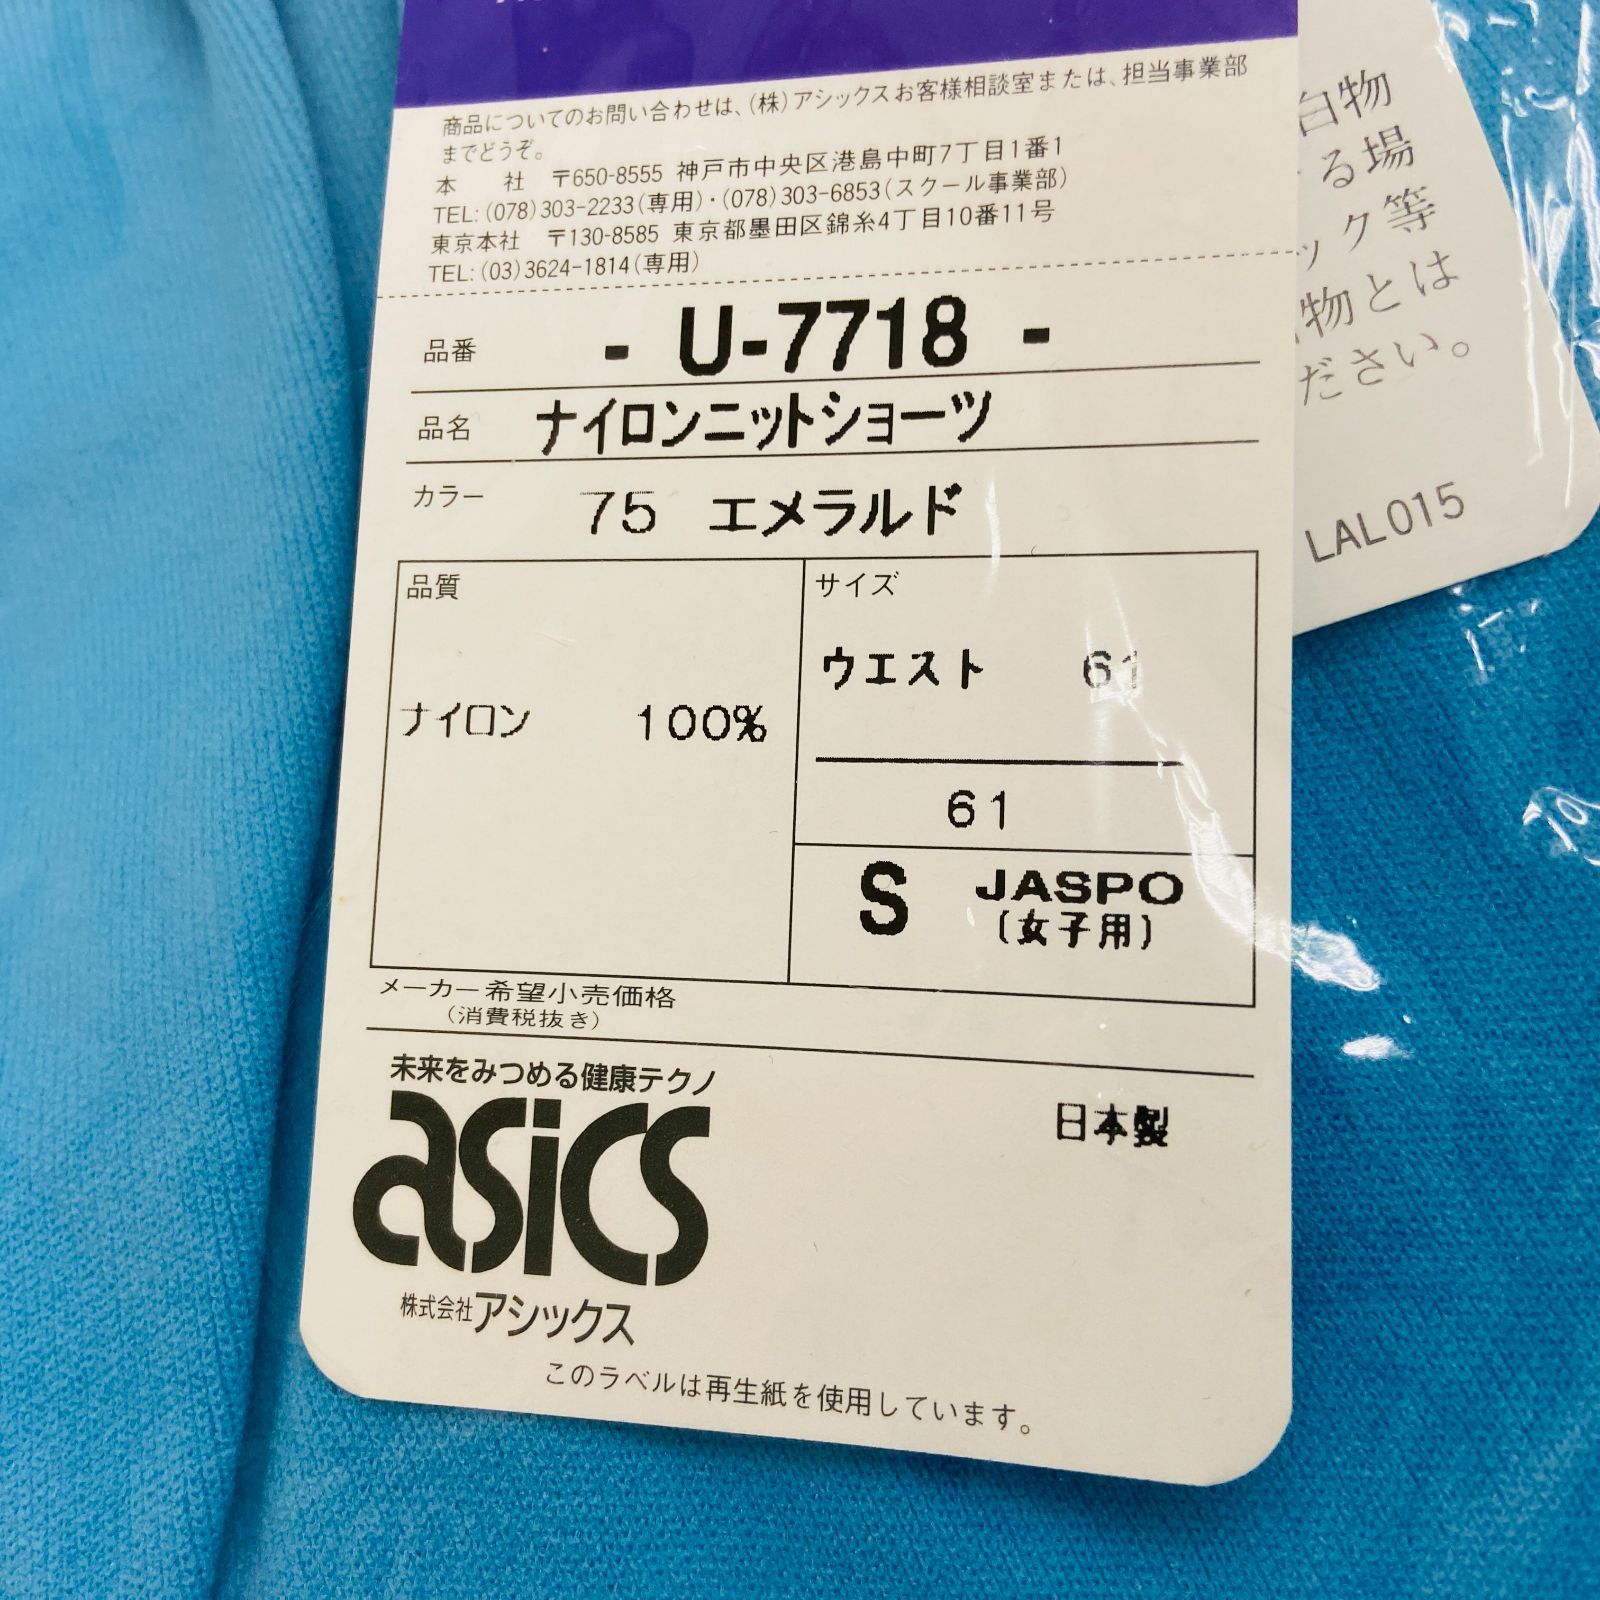 商品についてのお問い合わせは、(株)アシックスお客様相談室または、担当事業部
までどうぞ。
本 社 〒650-8555 神戸市中央区港島中町7丁目1番1
TEL:(078)303-2233(専用)・(078)303-6853(スクール事業部)
東京本社 〒130-8585 東京都墨田区錦糸4丁目10番11号
TEL:(03)3624-1814(専用)
品番 - U-7718 -
品名 ナイロンニットショーツ
カラー 75 エメラルド
品質
ナイロン 100%
サイズ
ウエスト 61
61
S JASPO
(女子用)
メーカー希望小売価格
(消費税抜き)
未来をみつめる健康テクノ
asics
株式会社アシックス
日本製
このラベルは再生紙を使用しています。
白物
る場
ック等
物とは
ださい。
LAL015